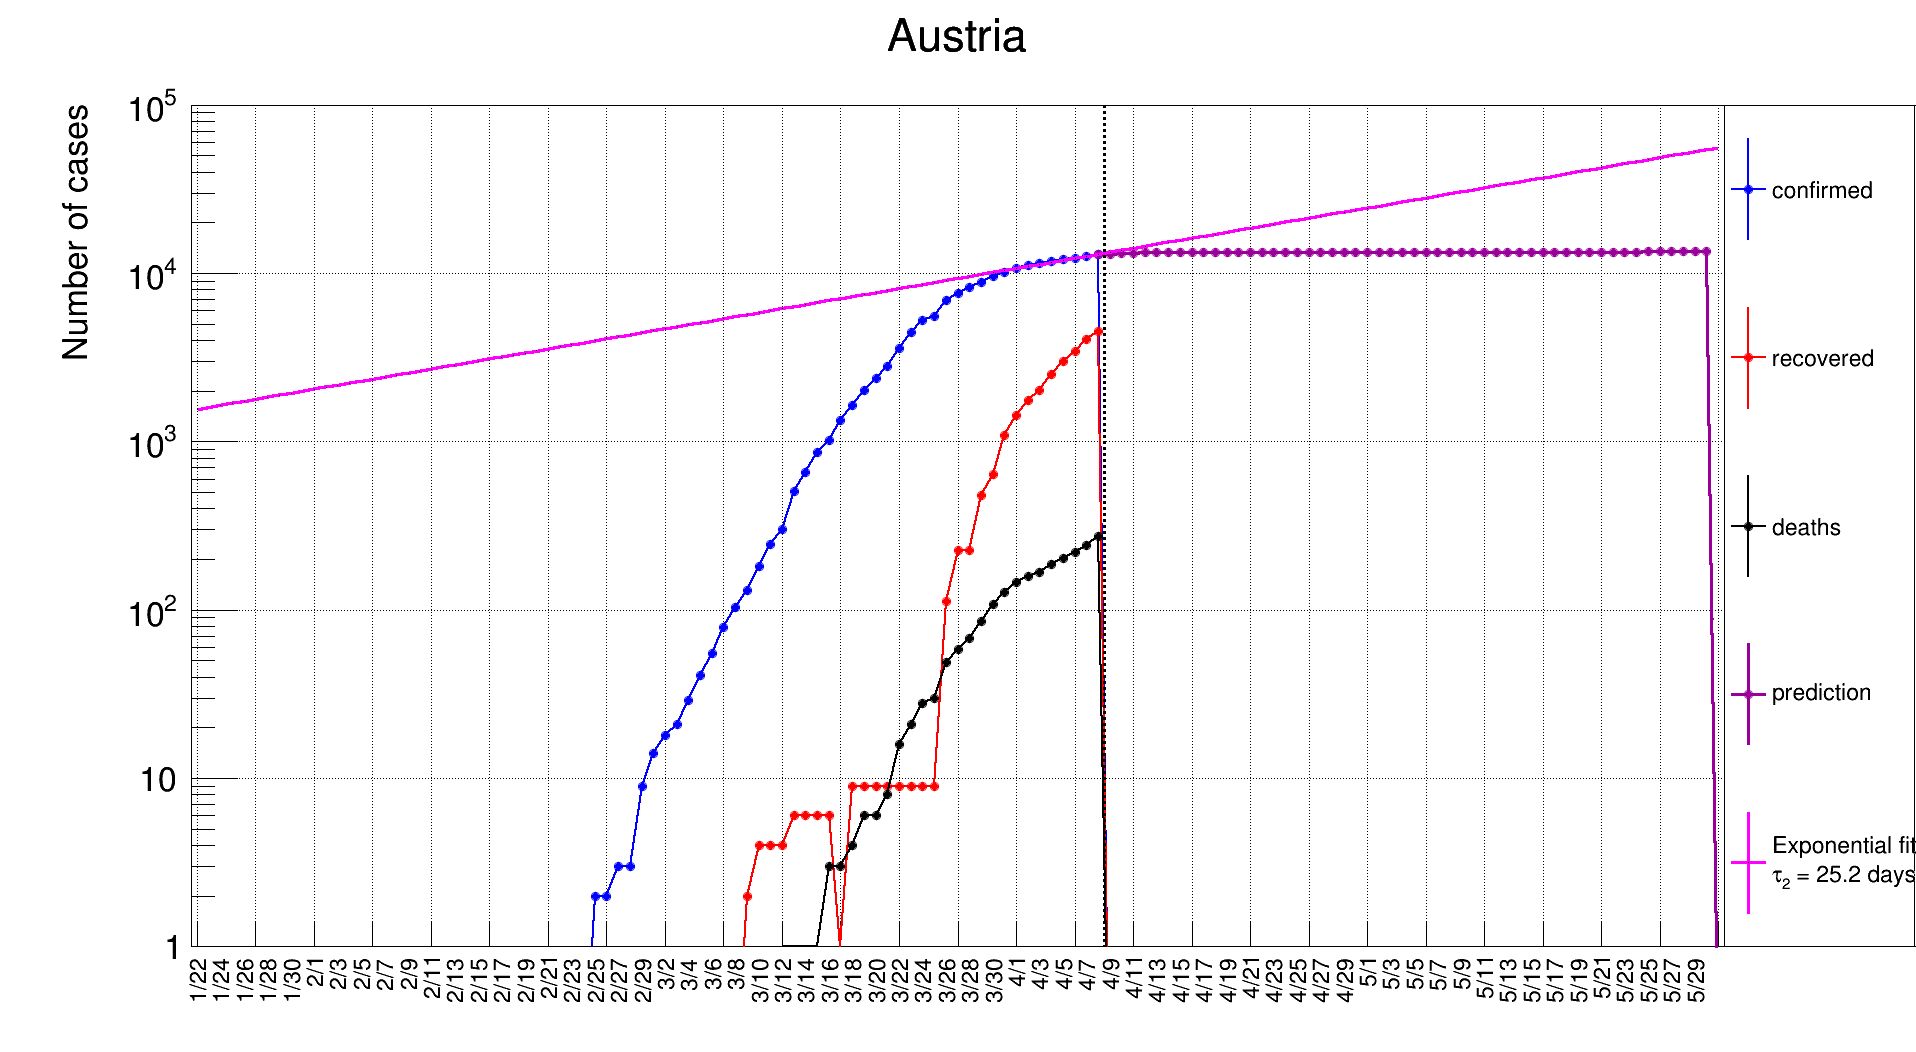 Austria
Number of cases
10^5
10^4
10^3
10^2
10
1
1/22 1/24 1/26 1/28 1/30 2/1 2/3 2/5 2/7 2/9 2/11 2/13 2/15 2/17 2/19 2/21 2/23 2/25 2/27 2/29 3/2 3/4 3/6 3/8 3/10 3/12 3/14 3/16 3/18 3/20 3/22 3/24 3/26 3/28 3/30 4/1 4/3 4/5 4/7 4/9 4/11 4/13 4/15 4/17 4/19 4/21 4/23 4/25 4/27 4/29 5/1 5/3 5/5 5/7 5/9 5/11 5/13 5/15 5/17 5/19 5/21 5/23 5/25 5/27 5/29
confirmed
recovered
deaths
prediction
Exponential fit
τ₂ = 25.2 days